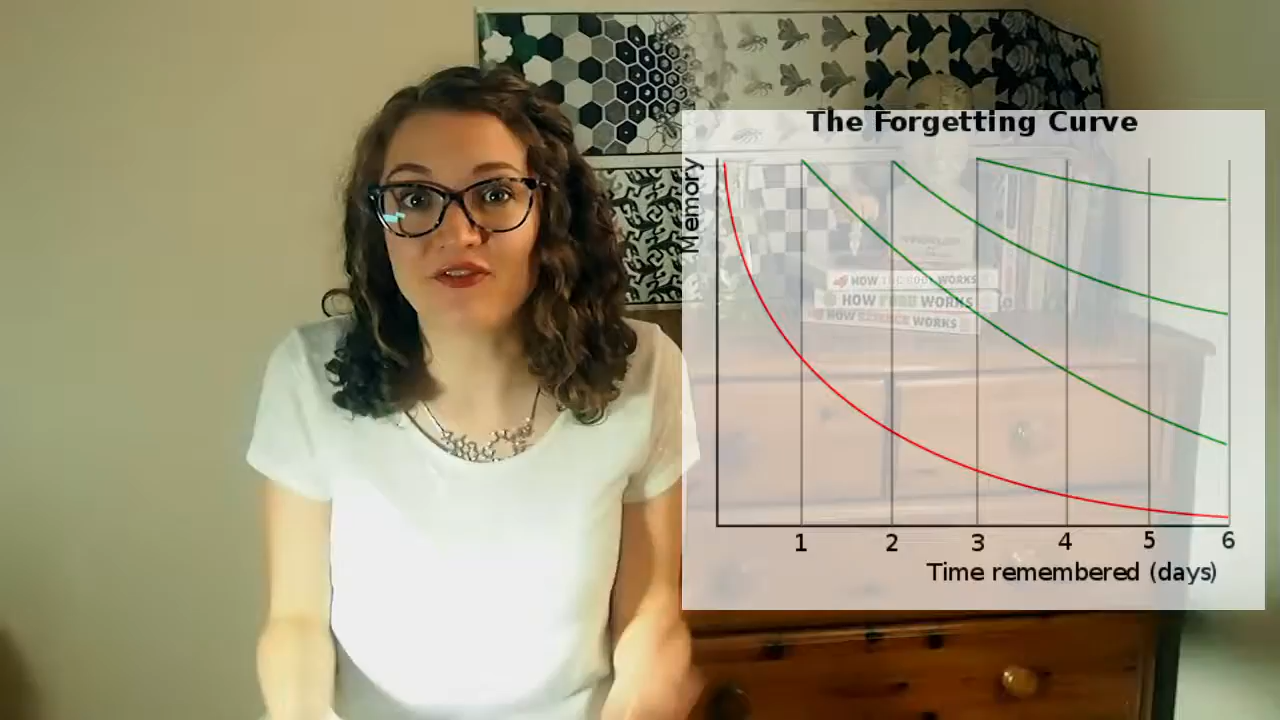 The Forgetting Curve
Memory
HOW THE BODY WORKS
HOW FOOD WORKS
HOW SCIENCE WORKS
1 2 3 4 5 6
Time remembered (days)